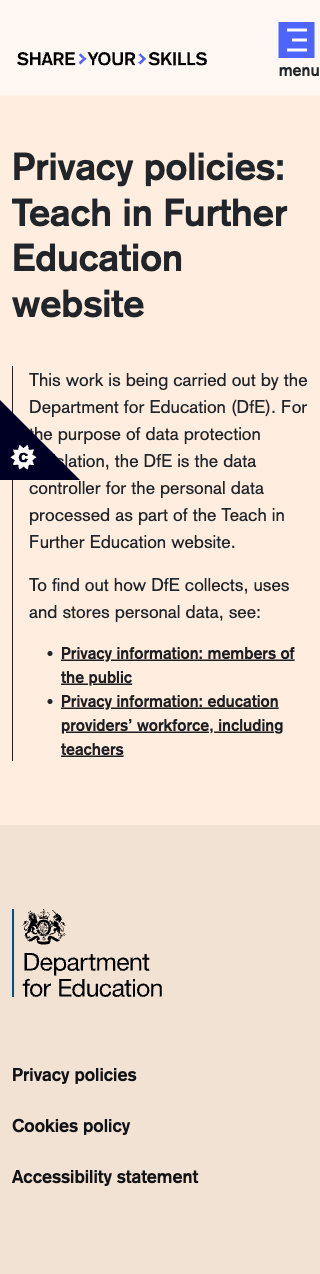 SHARE>YOUR>SKILLS
menu
Privacy policies:
Teach in Further
Education
website
This work is being carried out by the
Department for Education (DfE). For
the purpose of data protection
the DfE is the data
controller for the personal data
processed as part of the Teach in
Further Education website.
To find out how DfE collects, uses
and stores personal data, see:
• Privacy information: members of
the public
• Privacy information: education
providers’ workforce, including
teachers
Department
for Education
Privacy policies
Cookies policy
Accessibility statement